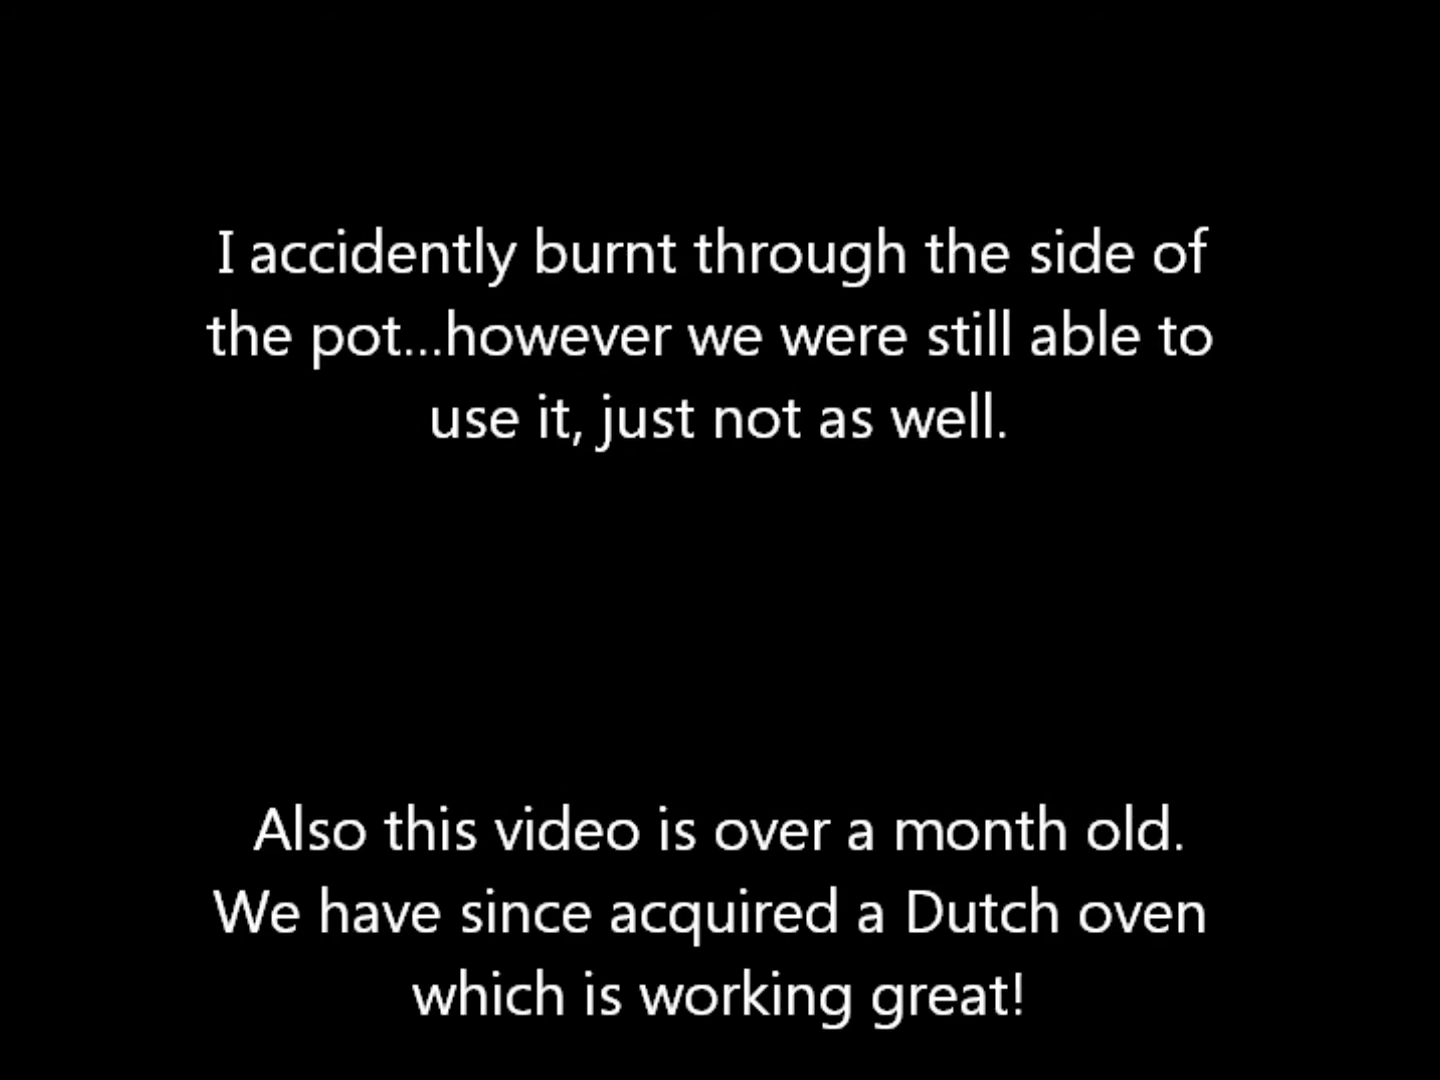 I accidently burnt through the side of
the pot...however we were still able to
use it, just not as well.
Also this video is over a month old.
We have since acquired a Dutch oven
which is working great!